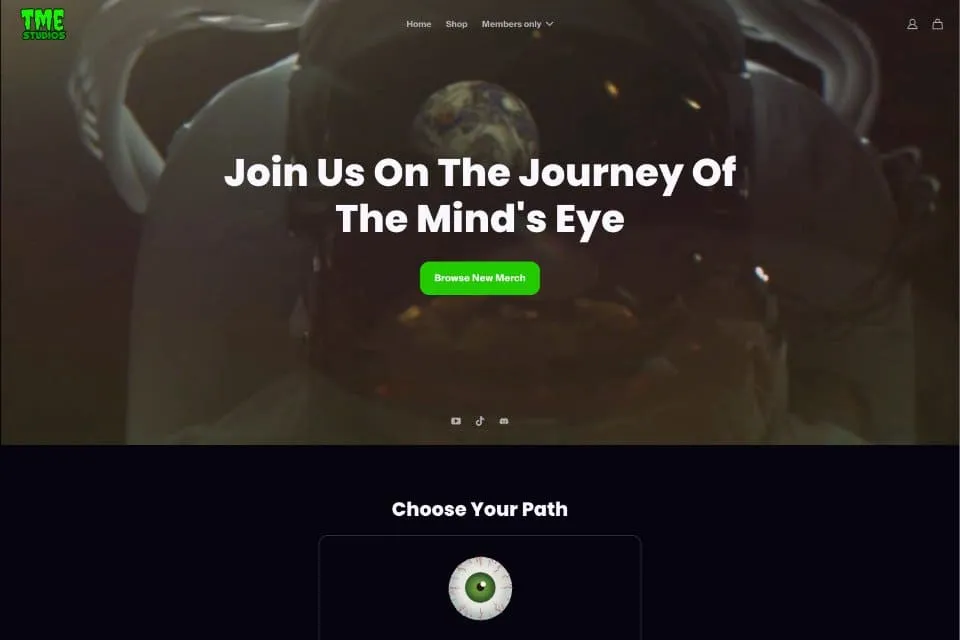 TME
STUDIOS
Home Shop Members only
Join Us On The Journey Of
The Mind's Eye
Browse New Merch
Choose Your Path